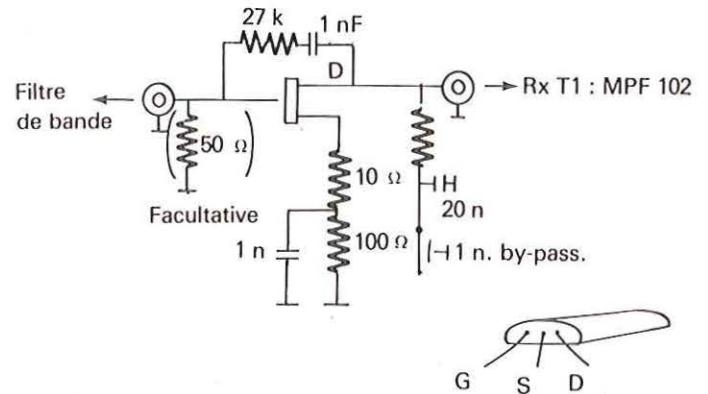 27 k
1 nF
D
Filtre
de bande
Rx T1 : MPF 102
( 50 Ω )
10 Ω
H
20 n
Facultative
1 n
100 Ω
1 n. by-pass.
G S D